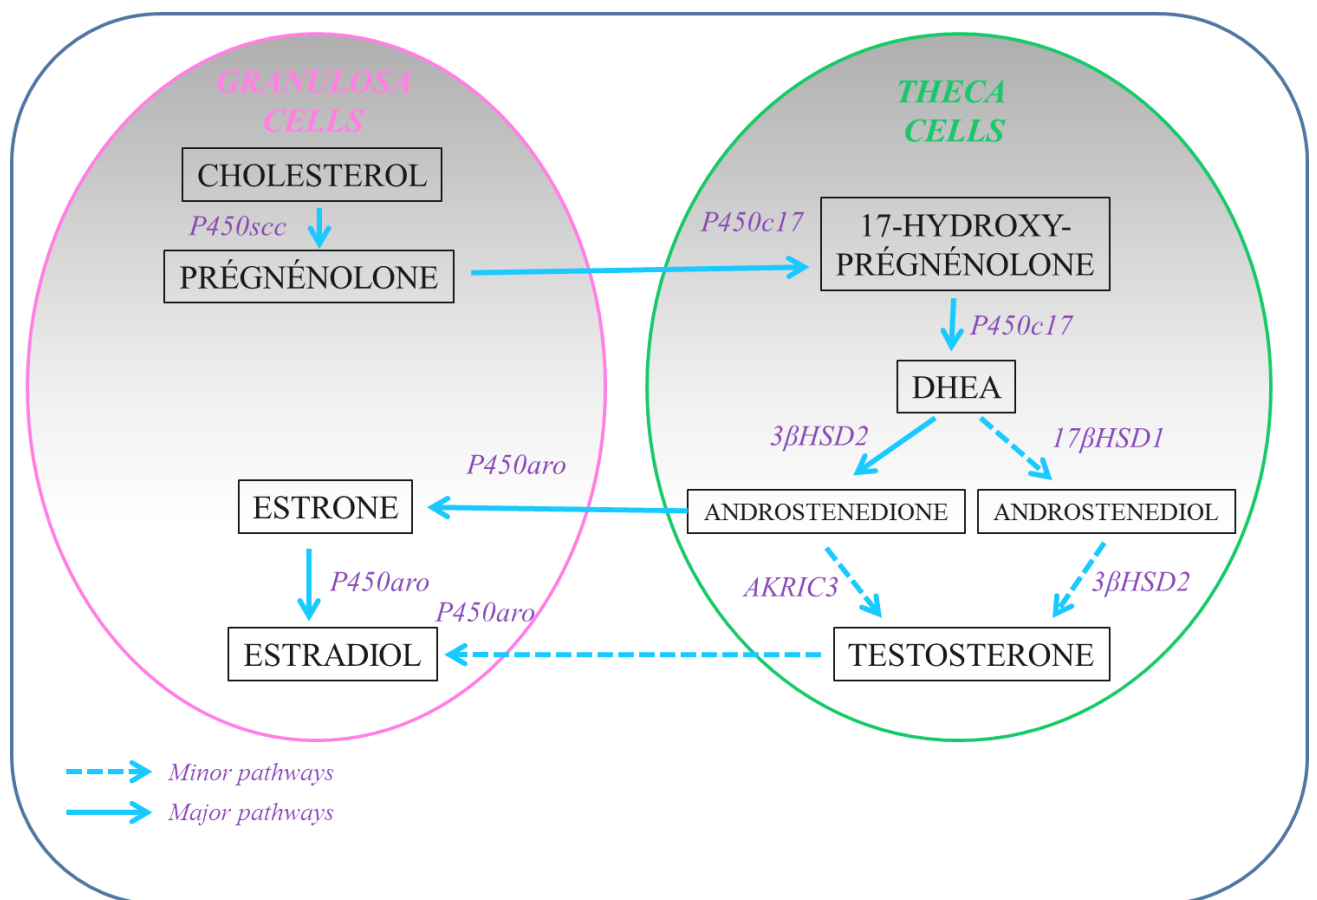 GRANULOSA
CELLS
THECA
CELLS
CHOLESTEROL
P450scc
PRÉGNÉNOLONE
P450c17
17-HYDROXY-
PRÉGNÉNOLONE
P450c17
DHEA
3βHSD2
17βHSD1
P450aro
ESTRONE
ANDROSTENEDIONE
ANDROSTENEDIOL
P450aro
AKRIC3
3βHSD2
P450aro
ESTRADIOL
TESTOSTERONE
Minor pathways
Major pathways